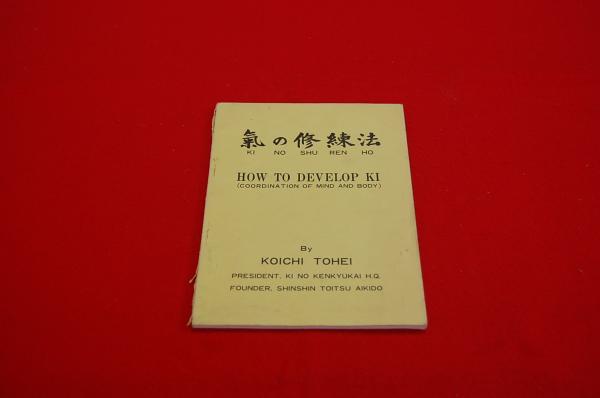 氣の修練法
KI NO SHU REN HO
HOW TO DEVELOP KI
(COORDINATION OF MIND AND BODY)
By
KOICHI TOHEI
PRESIDENT, KI NO KENKYUKAI H.Q.
FOUNDER, SHINSHIN TOITSU AIKIDO